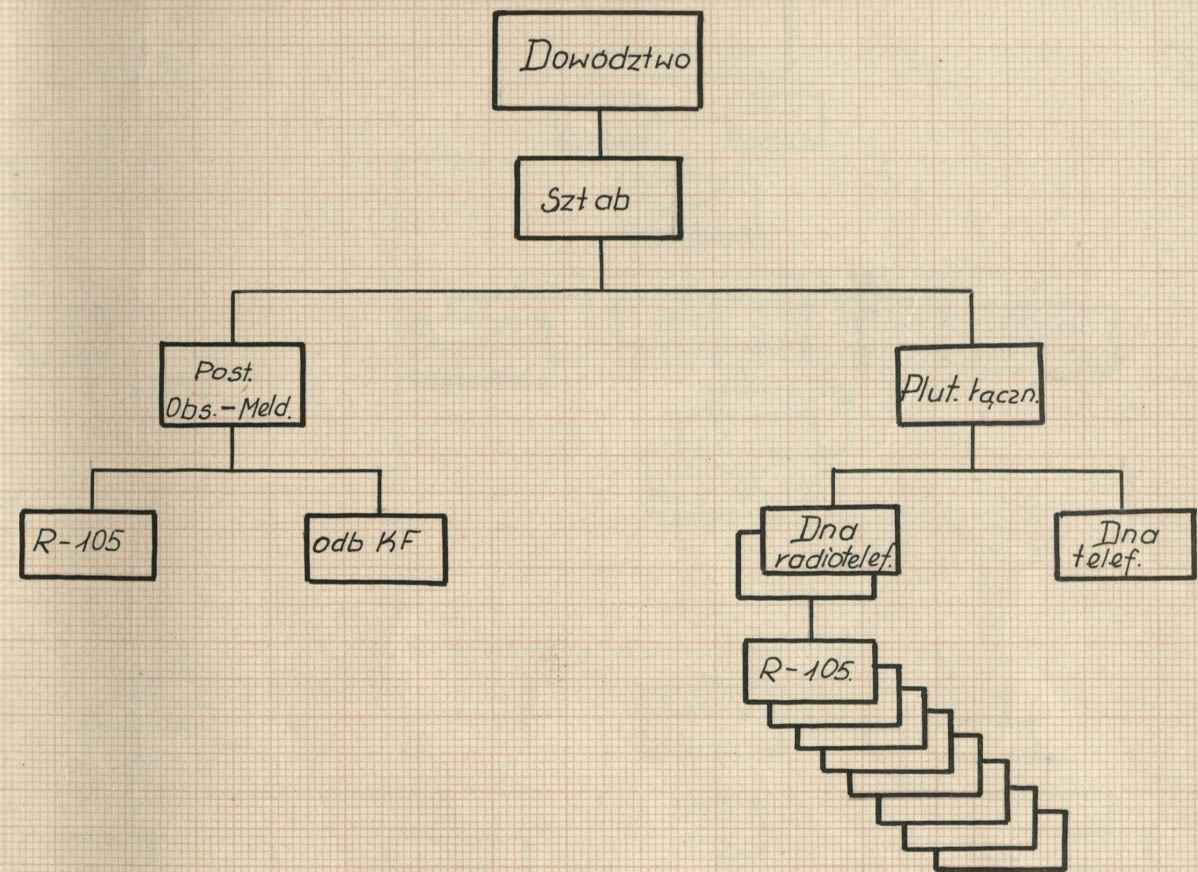 Dowództwo
Sztab
Post.
Obs.-Meld.
Plut. Łączn.
R-105
odb KF
Dna
radiotelef.
Dna
telef.
R-105.